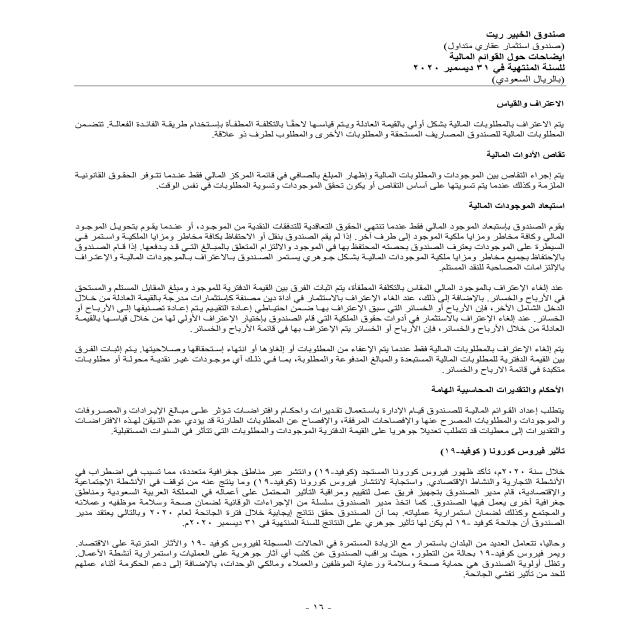 صندوق الخبير ريت
(صندوق استثمار عقاري متداول)
إيضاحات حول القوائم المالية
للسنة المنتهية في ٣١ ديسمبر ٢٠٢٠
(بالريال السعودي)
الاعتراف والقياس
يتم الاعتراف بالمطلوبات المالية بشكل أولي بالقيمة العادلة ويتم قياسها لاحقًا بالتكلفة المطفأة بإستخدام طريقة الفائدة الفعالة. تتضمن
المطلوبات المالية للصندوق المصاريف المستحقة والمطلوبات الأخرى والمطلوب لطرف ذو علاقة.
تقاص الأدوات المالية
يتم إجراء التقاص بين الموجودات والمطلوبات المالية وإظهار المبلغ بالصافي في قائمة المركز المالي فقط عندما تتوفر الحقوق القانونية
الملزمة وكذلك عندما يتم تسويتها على أساس التقاص أو يكون تحقق الموجودات وتسوية المطلوبات في نفس الوقت.
استبعاد الموجودات المالية
يقوم الصندوق بإستبعاد الموجود المالي فقط عندما تنتهي الحقوق التعاقدية للتدفقات النقدية من الموجود، أو عندما يقوم بتحويل الموجود
المالي وكافة مخاطر ومزايا ملكية الموجود إلى طرف آخر. إذا لم يقم الصندوق بنقل أو الاحتفاظ بكافة مخاطر ومزايا الملكية واستمر في
السيطرة على الموجودات يعترف الصندوق بحصته المحتفظ بها في الموجود والالتزام المتعلق بالمبالغ التي قد يدفعها. إذا قام الصندوق
بالإحتفاظ بجميع مخاطر ومزايا ملكية الموجودات المالية بشكل جوهري يستمر الصندوق بالاعتراف بالموجودات المالية والإعتراف
بالإلتزامات المصاحبة للنقد المستلم.
عند إلغاء الإعتراف بالموجود المالي المقاس بالتكلفة المطفأة، يتم اثبات الفرق بين القيمة الدفترية للموجود ومبلغ المقابل المستلم والمستحق
في الأرباح والخسائر. بالإضافة إلى ذلك، عند الغاء الإعتراف بالاستثمار في أداة دين مصنفة كإستثمارات مدرجة بالقيمة العادلة من خلال
الدخل الشامل الآخر، فإن الأرباح أو الخسائر التي سبق الإعتراف بها ضمن احتياطي إعادة التقييم يتم إعادة تصنيفها إلى الأرباح أو
الخسائر. عند إلغاء الإعتراف بالاستثمار في أدوات حقوق الملكية التي قام الصندوق بإختيار الإعتراف الأولي لها من خلال قياسها بالقيمة
العادلة من خلال الأرباح والخسائر، فإن الأرباح أو الخسائر يتم الإعتراف بها في قائمة الأرباح والخسائر.
يتم إلغاء الإعتراف بالمطلوبات المالية فقط عندما يتم الإعفاء من المطلوبات أو إلغاؤها أو انتهاء إستحقاقها وصلاحيتها. يتم إثبات الفرق
بين القيمة الدفترية للمطلوبات المالية المستبعدة والمبالغ المدفوعة والمطلوبة، بما في ذلك أي موجودات غير نقدية محولة أو مطلوبات
متكبدة في قائمة الارباح والخسائر.
الأحكام والتقديرات المحاسبية الهامة
يتطلب إعداد القوائم المالية للصندوق قيام الإدارة باستعمال تقديرات واحكام وافتراضات تؤثر على مبالغ الإيرادات والمصروفات
والموجودات والمطلوبات المصرح عنها والإفصاحات المرفقة، والإفصاح عن المطلوبات الطارئة. قد يؤدي عدم التيقن لهذه الافتراضات
والتقديرات إلى معطيات قد تتطلب تعديلا جوهريا على القيمة الدفترية الموجودات والمطلوبات التي تتأثر في السنوات المستقبلية.
تأثير فيروس كورونا ( كوفيد-١٩)
خلال سنة ٢٠٢٠م، تأكد ظهور فيروس كورونا المستجد (كوفيد-١٩) وانتشر عبر مناطق جغرافية متعددة، مما تسبب في اضطراب في
الأنشطة التجارية والنشاط الاقتصادي. واستجابة لانتشار فيروس كورونا (كوفيد-١٩) وما ينتج عنه من توقف في الأنشطة الإجتماعية
والإقتصادية، قام مدير الصندوق بتجهيز فريق عمل لتقييم ومراقبة التأثير المحتمل على أعماله في المملكة العربية السعودية ومناطق
جغرافية أخرى يعمل فيها الصندوق. كما اتخذ مدير الصندوق سلسلة من الإجراءات الوقائية لضمان صحة وسلامة موظفيه وعملائه
والمجتمع وكذلك لضمان استمرارية عملياته. بما أن الصندوق حقق نتائج إيجابية خلال فترة الجائحة لعام ٢٠٢٠ وبالتالي يعتقد مدير
الصندوق أن جائحة كوفيد -١٩ لم يكن لها تأثير جوهري على النتائج للسنة المنتهية في ٣١ ديسمبر ٢٠٢٠م.
وحاليا، تتعامل العديد من البلدان باستمرار مع الزيادة المستمرة في الحالات المسجلة لفيروس كوفيد -١٩ والآثار المترتبة على الاقتصاد.
ويمر فيروس كوفيد-١٩ بحالة من التطور، حيث يراقب الصندوق عن كثب أي آثار جوهرية على العمليات واستمرارية أنشطة الأعمال.
وتظل أولوية الصندوق هي حماية صحة وسلامة ورعاية الموظفين والعملاء ومالكي الوحدات، بالإضافة إلى دعم الحكومة أثناء عملهم
للحد من تأثير تفشي الجائحة.
- ١٦ -